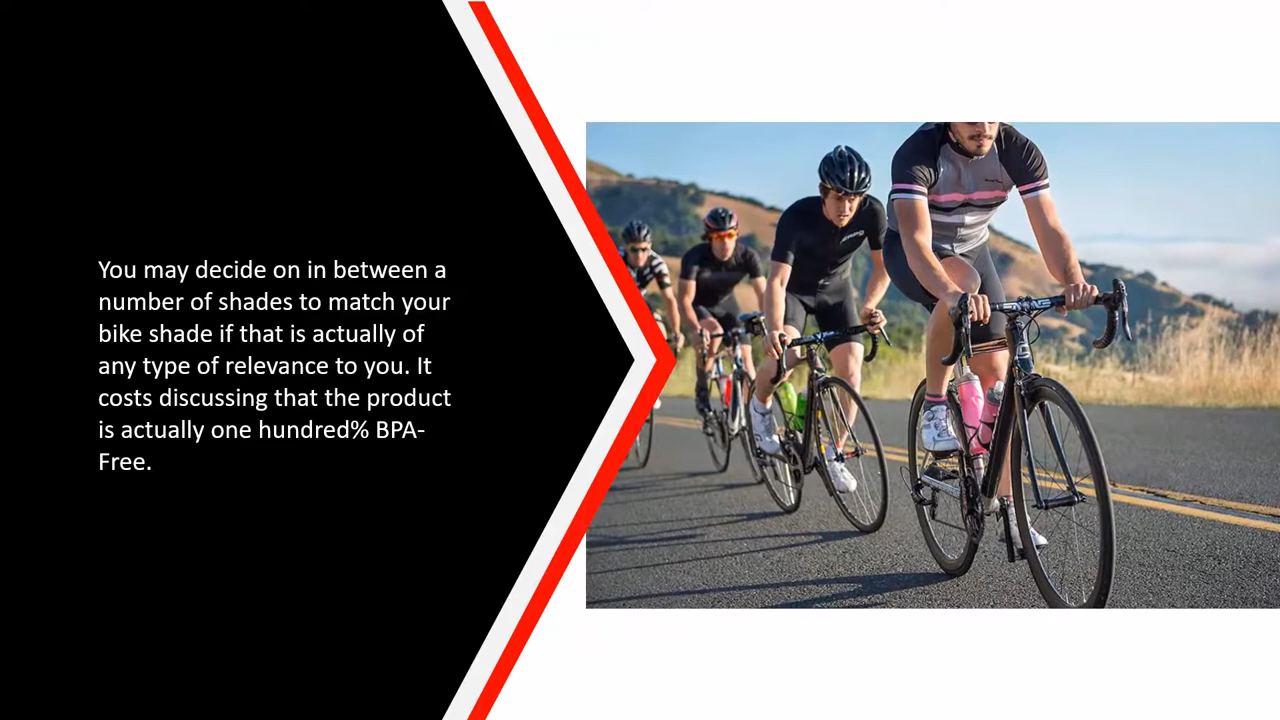 You may decide on in between a
number of shades to match your
bike shade if that is actually of
any type of relevance to you. It
costs discussing that the product
is actually one hundred% BPA-
Free.